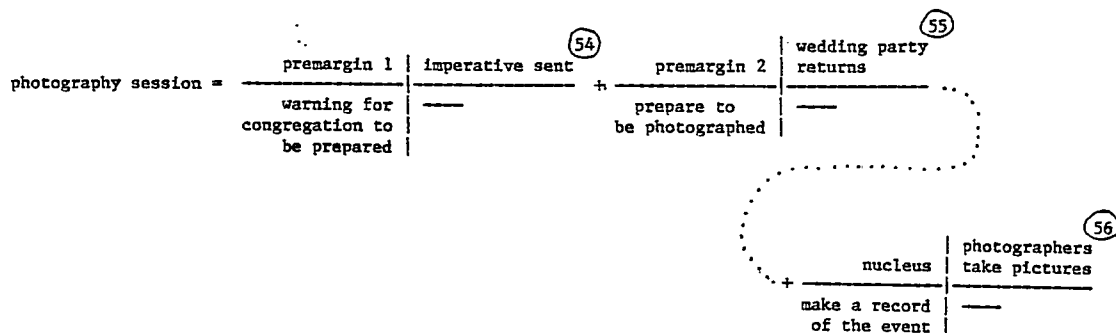 54
55
premargin 1 | imperative sent
premargin 2 | wedding party returns
photography session =
+
warning for congregation to be prepared
prepare to be photographed
56
nucleus | photographers take pictures
+
make a record of the event